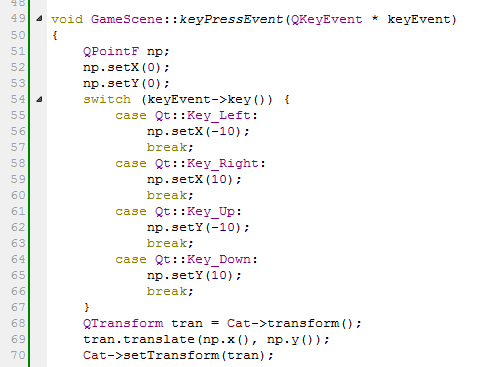 48
49 void GameScene::keyPressEvent(QKeyEvent * keyEvent)
50 {
51     QPointF np;
52     np.setX(0);
53     np.setY(0);
54     switch (keyEvent->key()) {
55         case Qt::Key_Left:
56             np.setX(-10);
57             break;
58         case Qt::Key_Right:
59             np.setX(10);
60             break;
61         case Qt::Key_Up:
62             np.setY(-10);
63             break;
64         case Qt::Key_Down:
65             np.setY(10);
66             break;
67     }
68     QTransform tran = Cat->transform();
69     tran.translate(np.x(), np.y());
70     Cat->setTransform(tran);